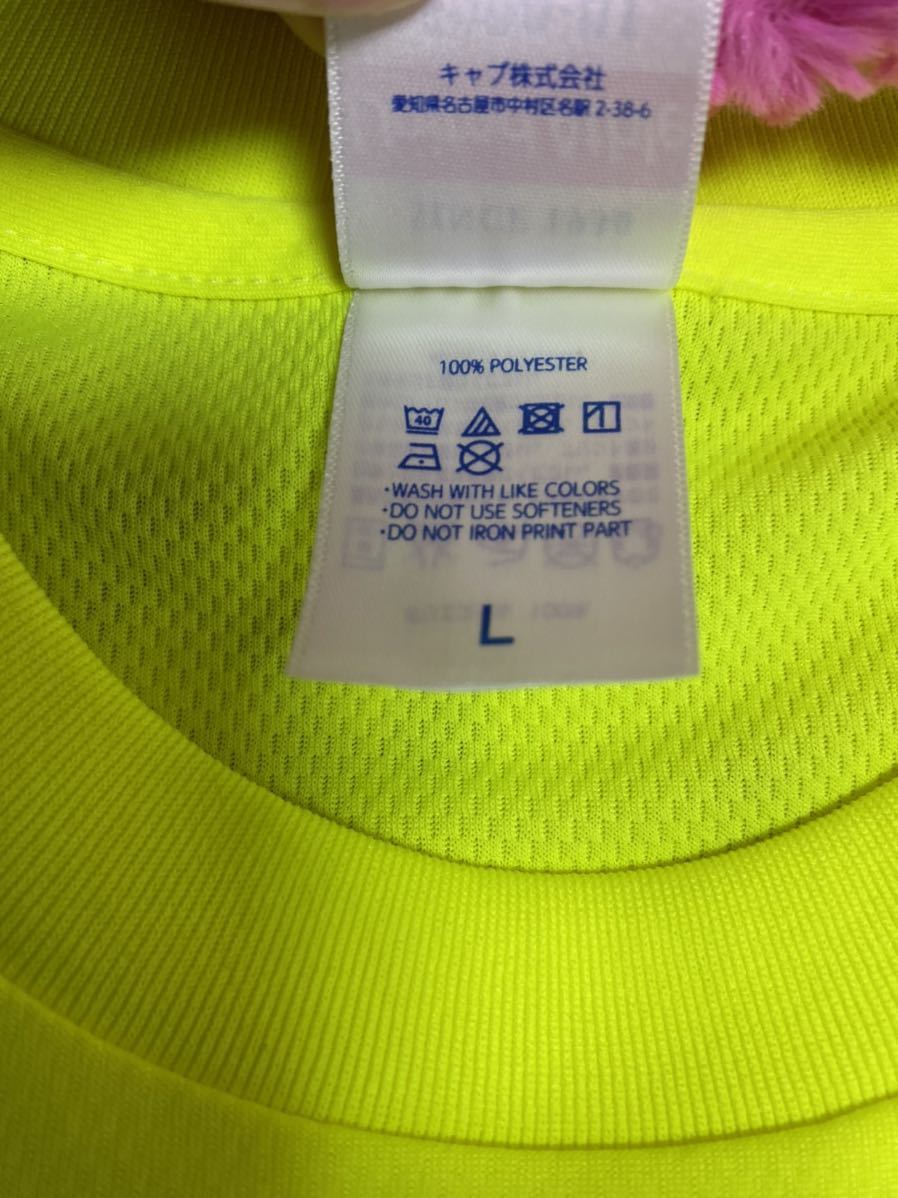 キャブ株式会社
愛知県名古屋市中村区名駅 2-38-6
SINCE 1916
100% POLYESTER
40
·WASH WITH LIKE COLORS
·DO NOT USE SOFTENERS
·DO NOT IRON PRINT PART
L